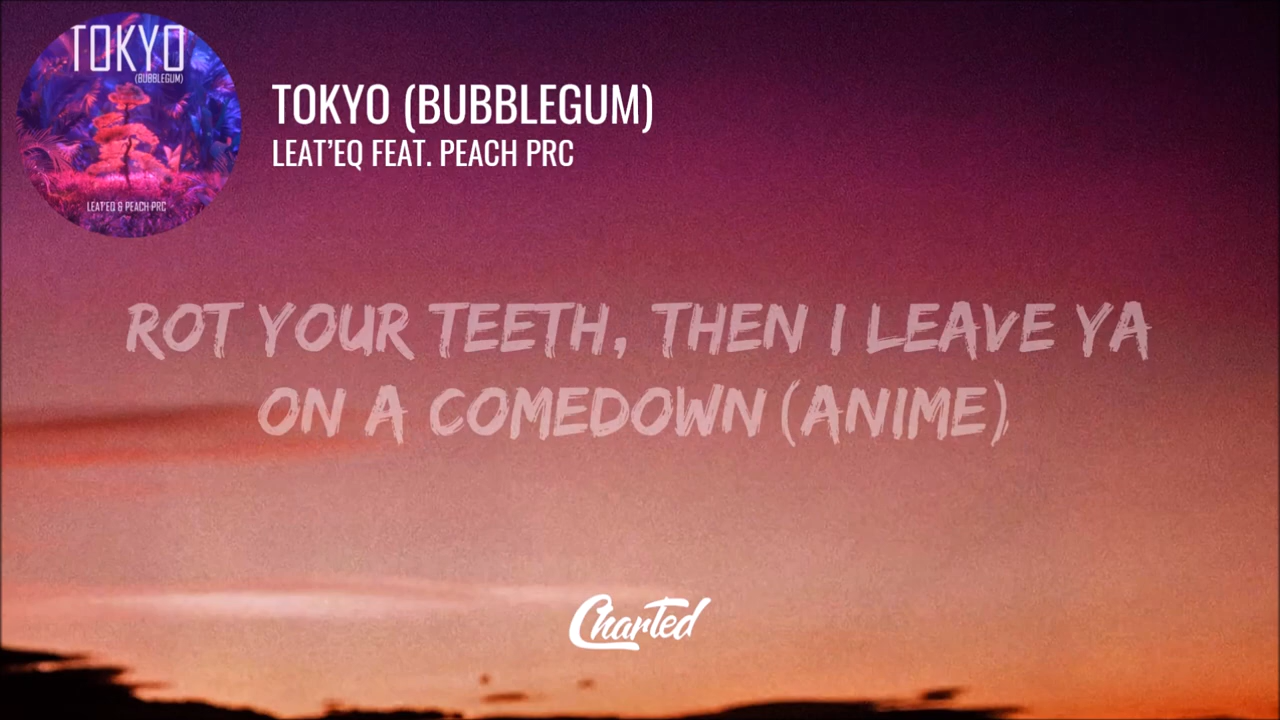 TOKYO
(BUBBLEGUM)
LEAT'EQ & PEACH PRC
TOKYO (BUBBLEGUM)
LEAT'EQ FEAT. PEACH PRC
ROT YOUR TEETH, THEN I LEAVE YA
ON A COMEDOWN (ANIME)
Charted